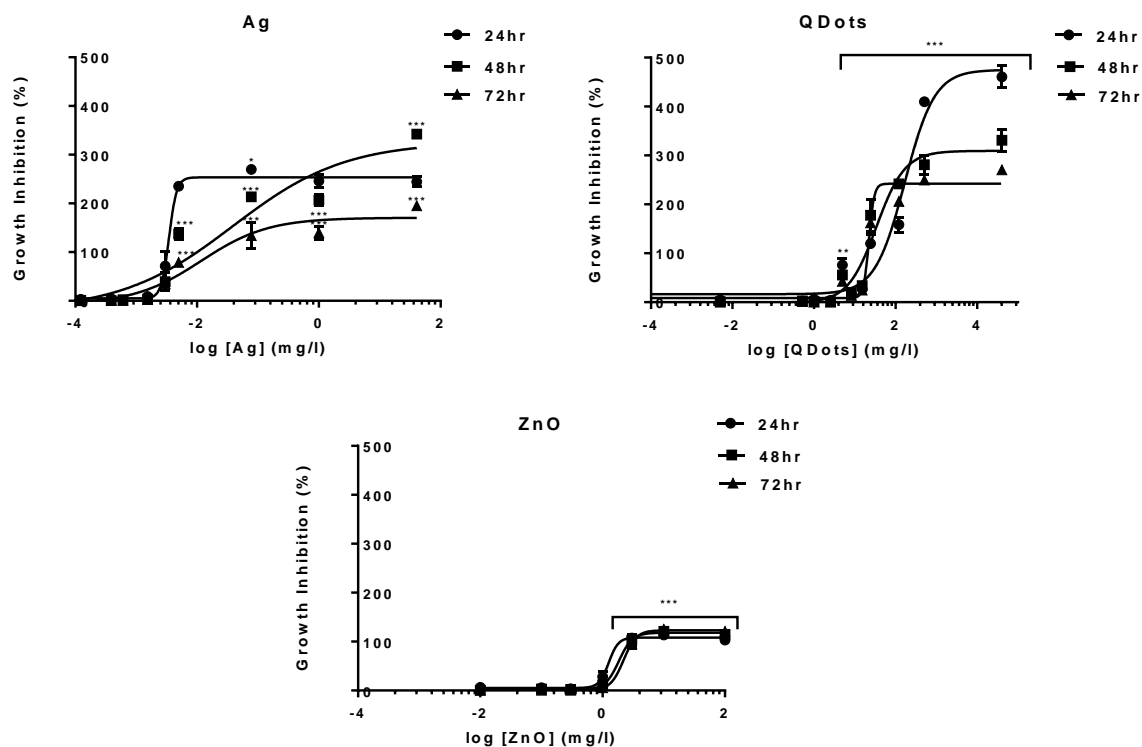 Ag
24hr
48hr
72hr
Growth Inhibition (%)
500
400
300
200
100
0
-4
-2
0
2
log [Ag] (mg/l)
*
***
***
***
***
***
***
***
***
QDots
24hr
48hr
72hr
***
**
Growth Inhibition (%)
500
400
300
200
100
0
-4
-2
0
2
4
log [QDots] (mg/l)
ZnO
24hr
48hr
72hr
***
Growth Inhibition (%)
500
400
300
200
100
0
-4
-2
0
2
log [ZnO] (mg/l)